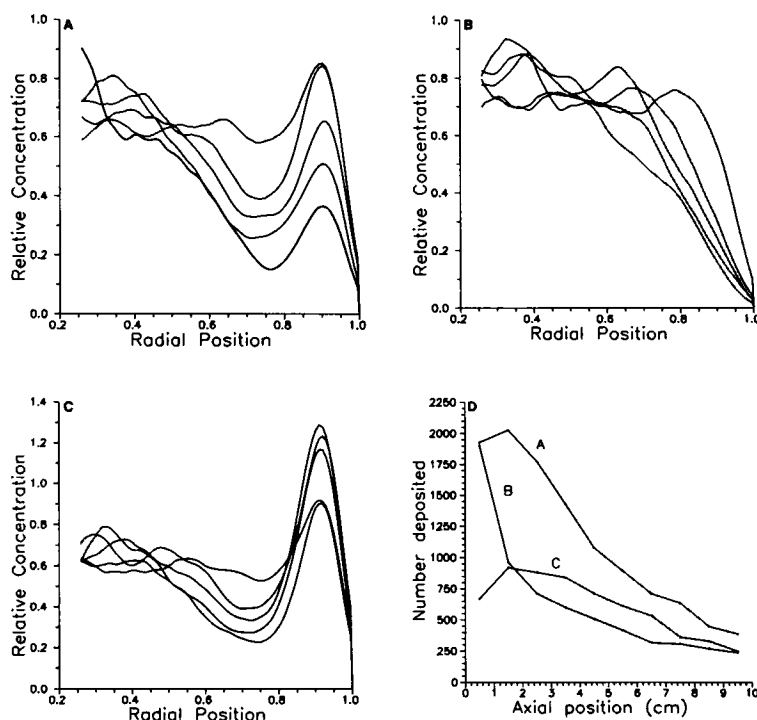 A
1.0
0.8
0.6
0.4
0.2
0.0
Relative Concentration
0.2 0.4 0.6 0.8 1.0
Radial Position
B
1.0
0.8
0.6
0.4
0.2
0.0
Relative Concentration
0.2 0.4 0.6 0.8 1.0
Radial Position
C
1.4
1.2
1.0
0.8
0.6
0.4
0.2
0.0
Relative Concentration
0.2 0.4 0.6 0.8 1.0
Radial Position
D
2250
2000
1750
1500
1250
1000
750
500
250
0
Number deposited
A
B
C
0 1 2 3 4 5 6 7 8 9 10
Axial position (cm)